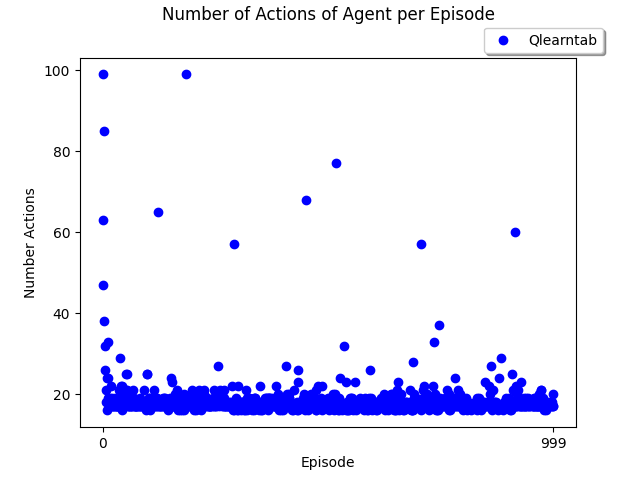 Number of Actions of Agent per Episode
Qlearntab
100
80
60
40
20
Number Actions
0
999
Episode